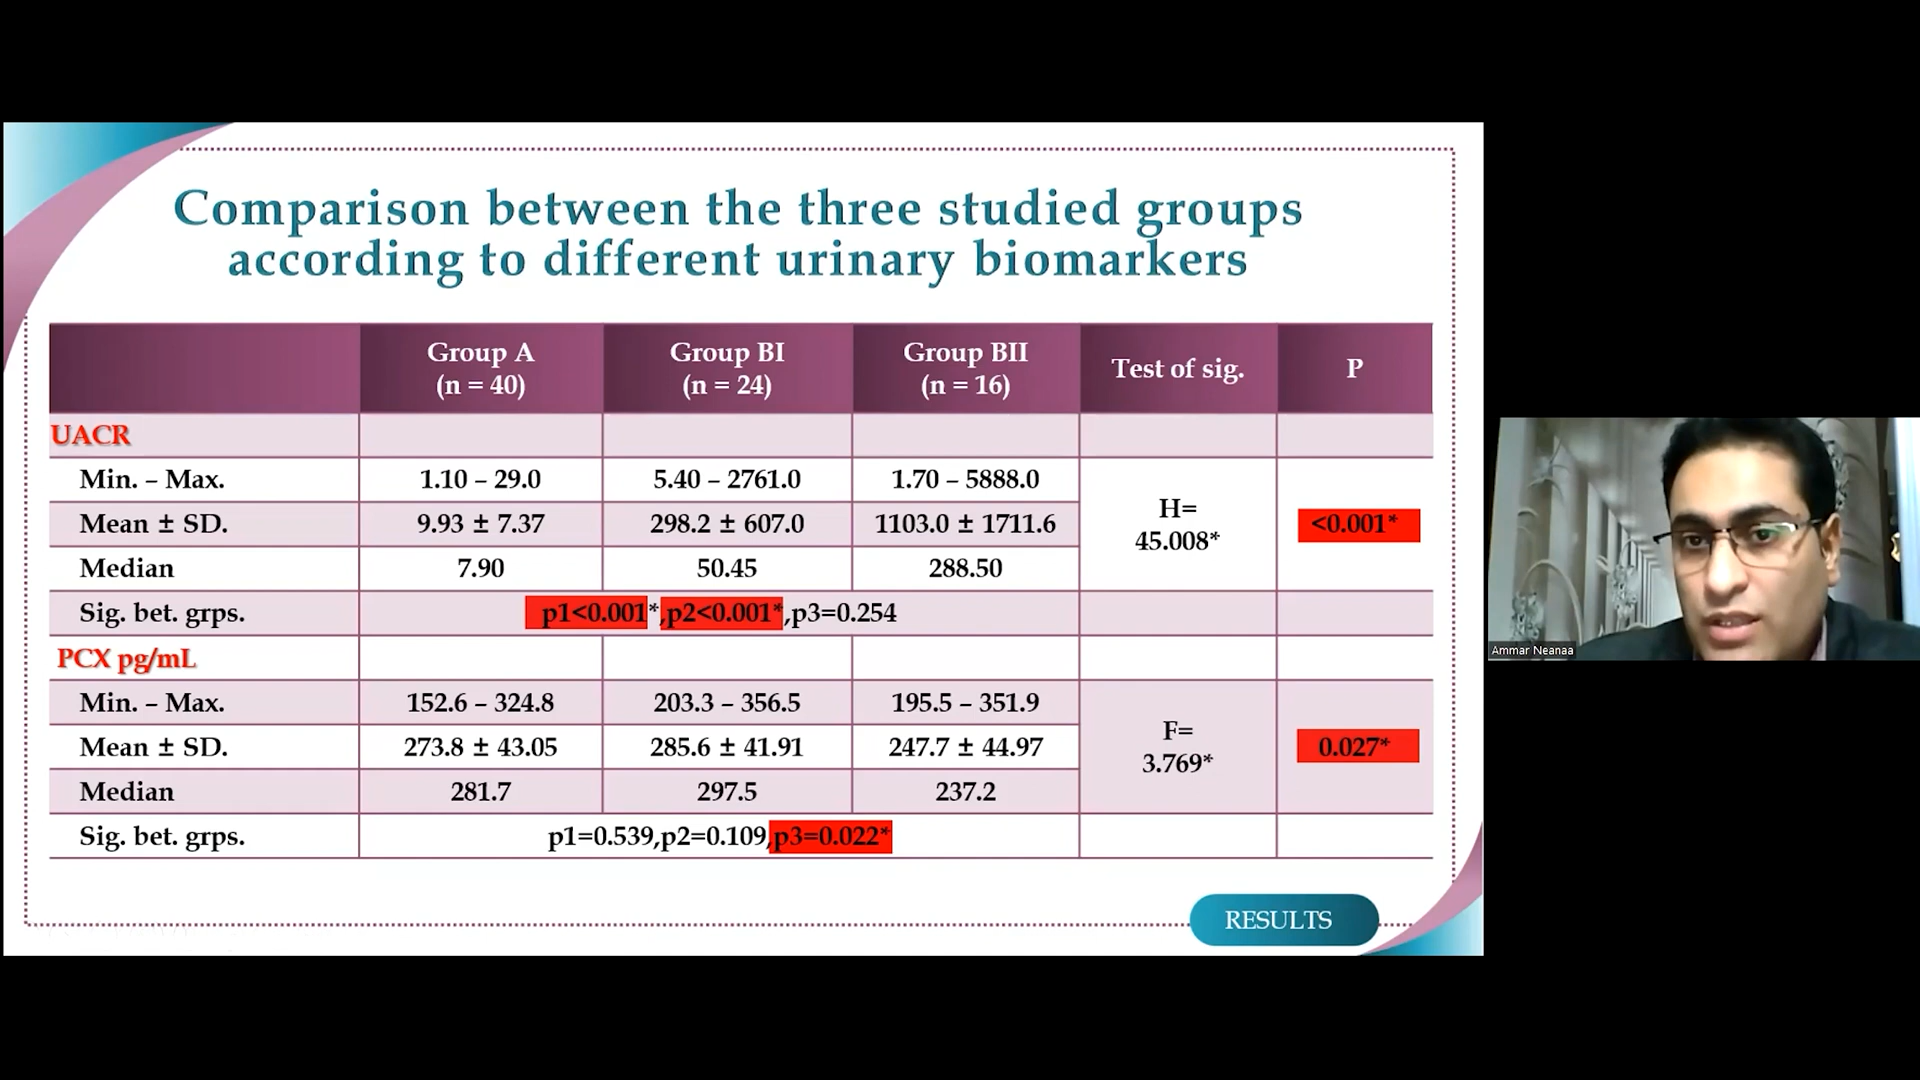 Comparison between the three studied groups
according to different urinary biomarkers
Group A
(n = 40)
Group BI
(n = 24)
Group BII
(n = 16)
Test of sig.
P
UACR
Min. – Max.
1.10 – 29.0
5.40 – 2761.0
1.70 – 5888.0
H=
45.008*
<0.001*
Mean ± SD.
9.93 ± 7.37
298.2 ± 607.0
1103.0 ± 1711.6
Median
7.90
50.45
288.50
Sig. bet. grps.
p1<0.001*,p2<0.001*,p3=0.254
PCX pg/mL
Min. – Max.
152.6 – 324.8
203.3 – 356.5
195.5 – 351.9
F=
3.769*
0.027*
Mean ± SD.
273.8 ± 43.05
285.6 ± 41.91
247.7 ± 44.97
Median
281.7
297.5
237.2
Sig. bet. grps.
p1=0.539,p2=0.109,p3=0.022*
RESULTS
Ammar Neanaa